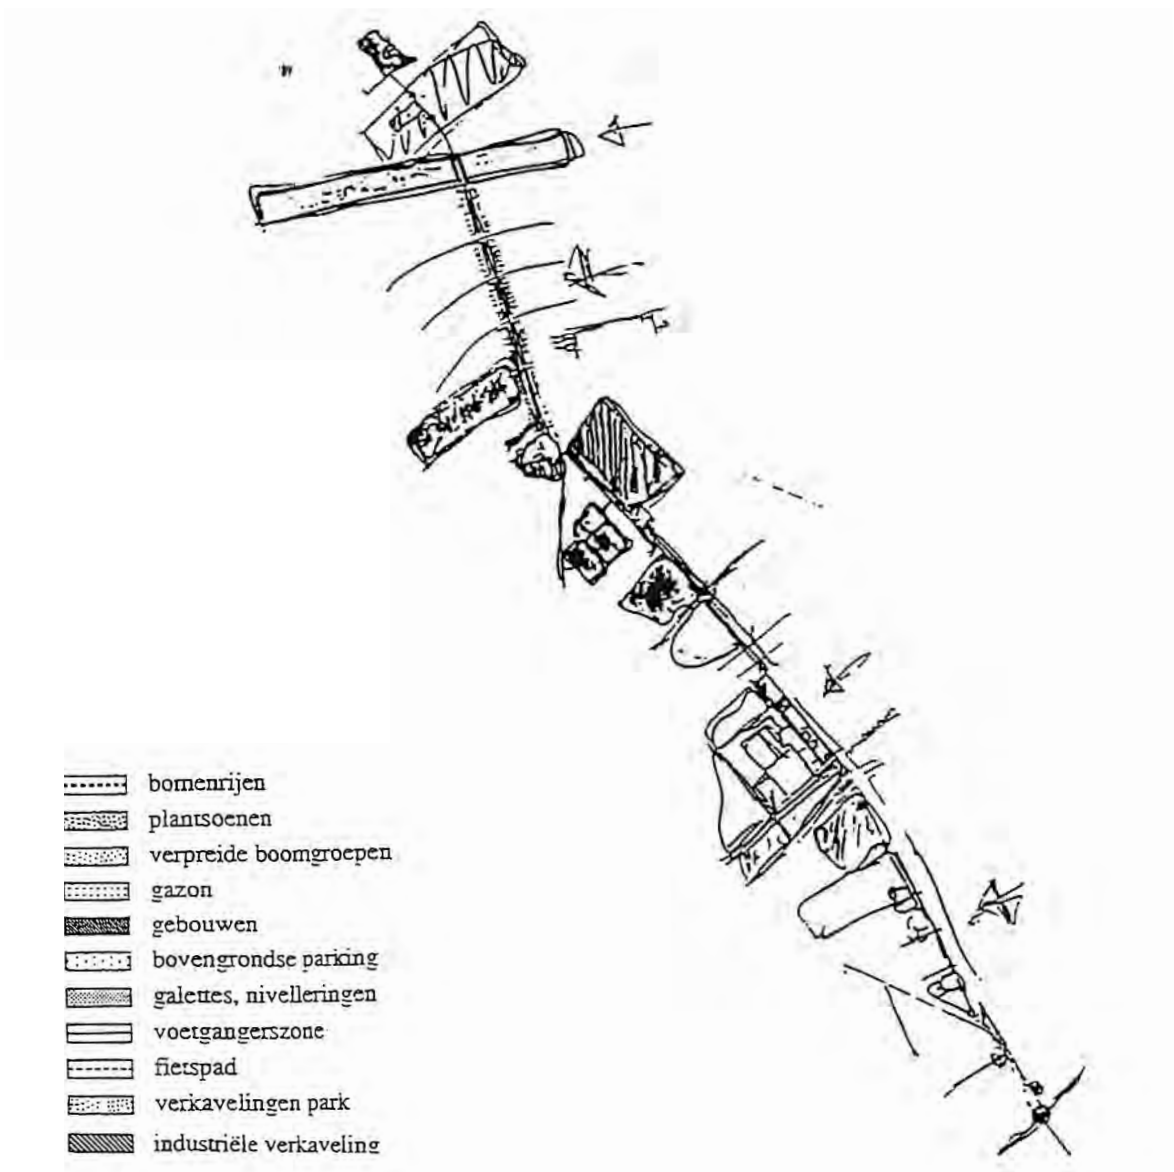 bomenrijen
plantsoenen
verpreide boomgroepen
gazon
gebouwen
bovengrondse parking
galettes, nivelleringen
voetgangerszone
fietspad
verkavelingen park
industriële verkaveling